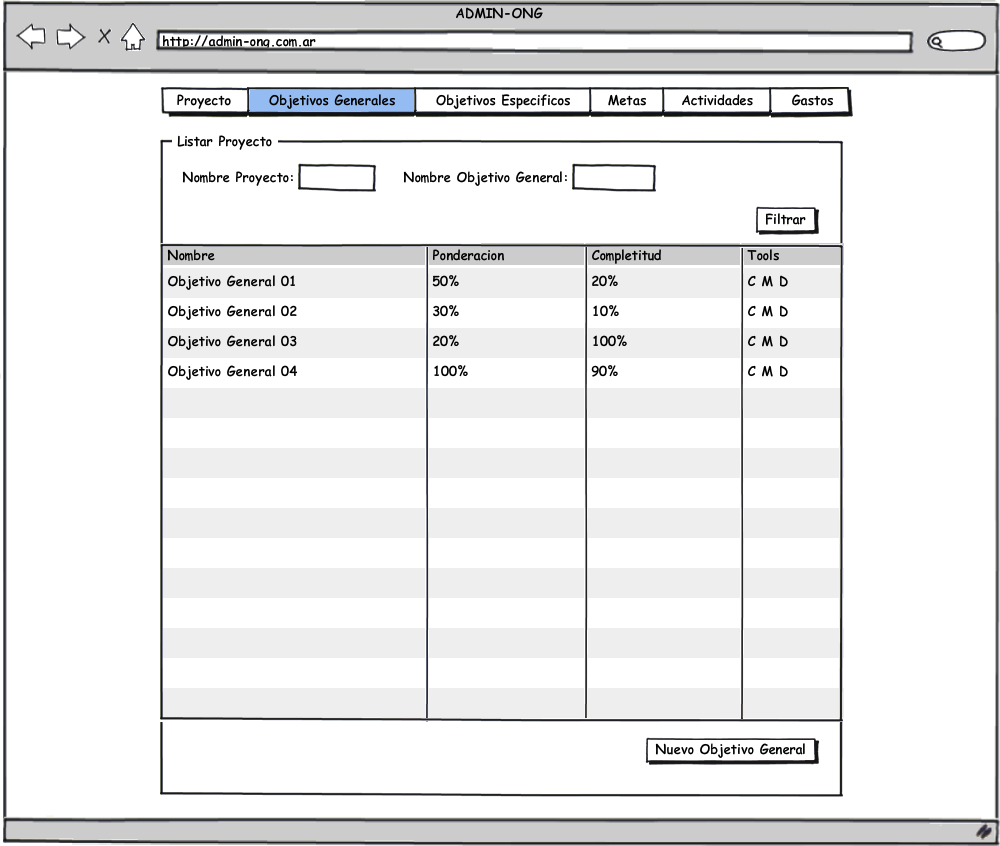 ADMIN-ONG
http://admin-ong.com.ar
Proyecto Objetivos Generales Objetivos Especificos Metas Actividades Gastos
Listar Proyecto
Nombre Proyecto: Nombre Objetivo General:
Filtrar
Nombre Ponderacion Completitud Tools
Objetivo General 01 50% 20% C M D
Objetivo General 02 30% 10% C M D
Objetivo General 03 20% 100% C M D
Objetivo General 04 100% 90% C M D
Nuevo Objetivo General